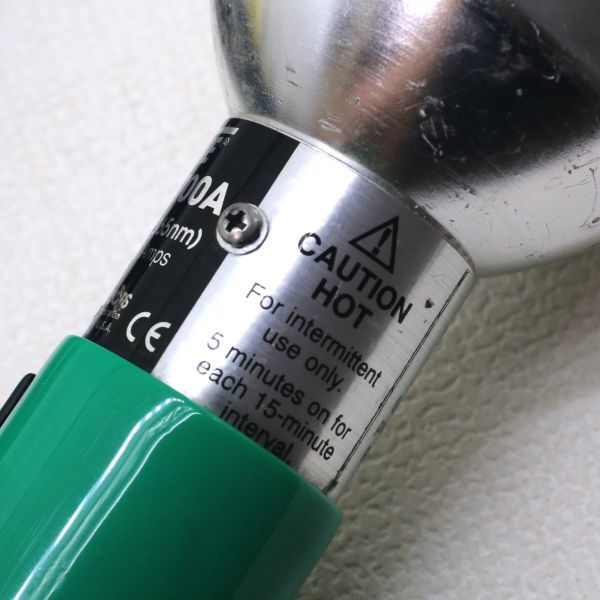 00A
5nm)
mps
U.S.A.
CE
CAUTION
HOT
For intermittent
use only.
5 minutes on for
each 15-minute
interval.